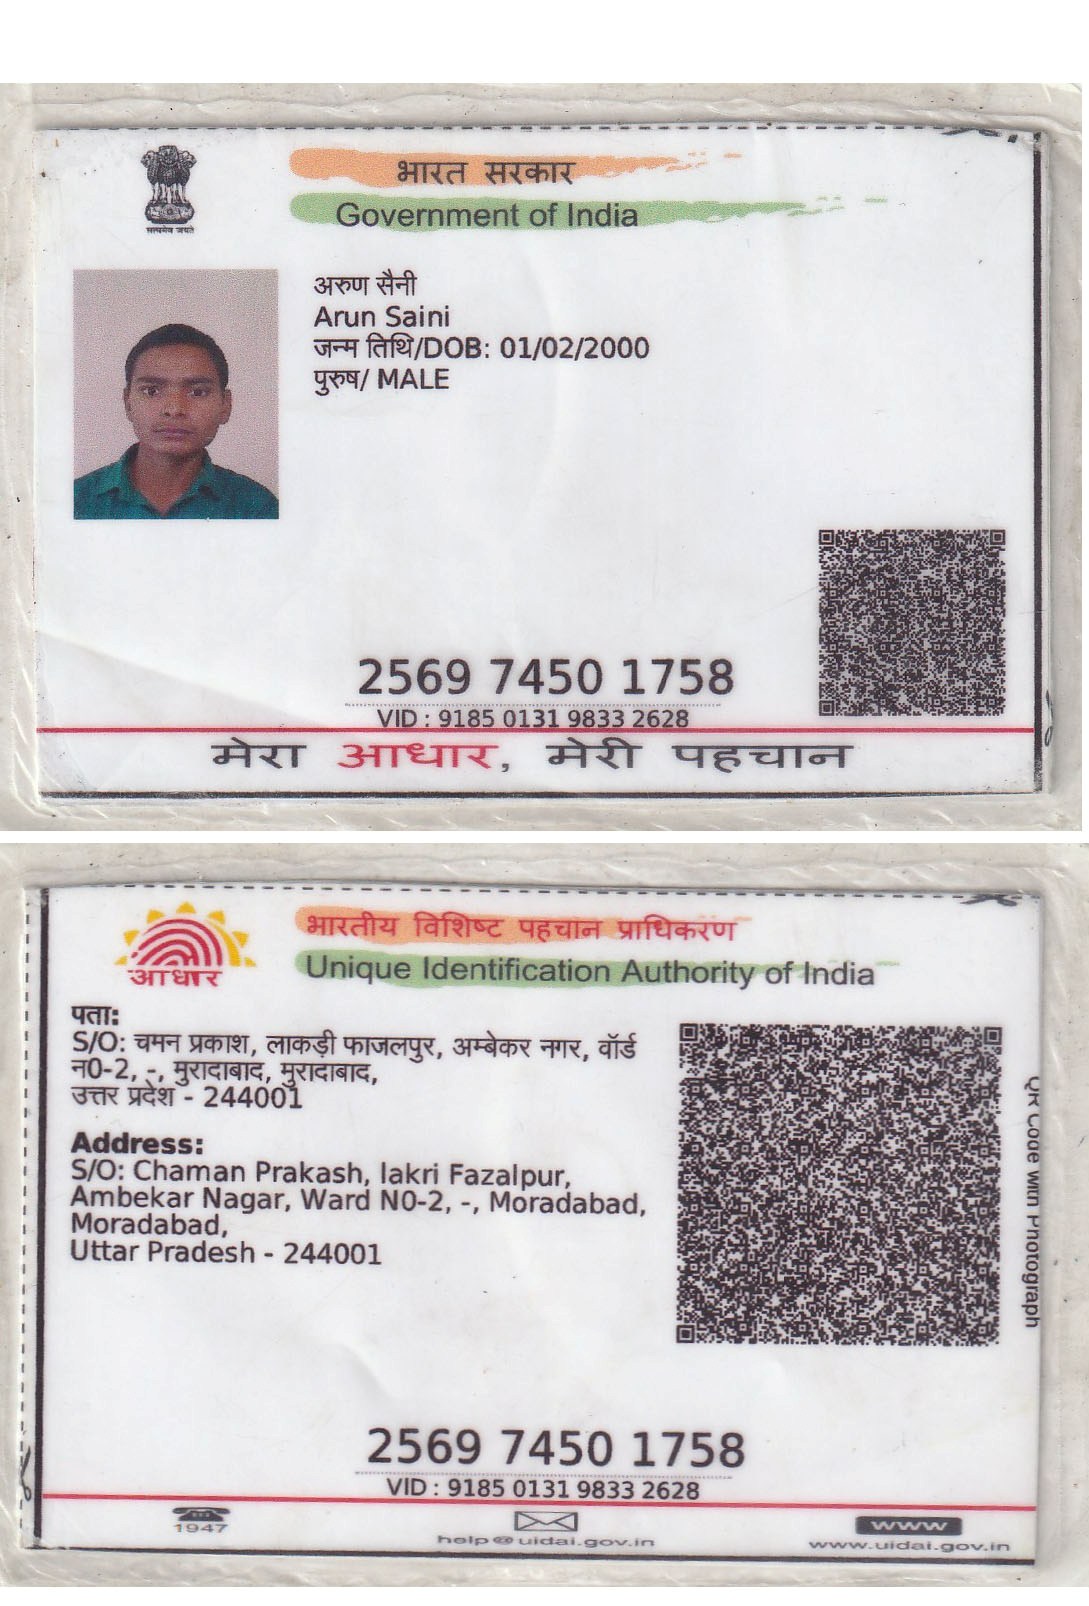 भारत सरकार
Government of India
सत्यमेव जयते
अरुण सैनी
Arun Saini
जन्म तिथि/DOB: 01/02/2000
पुरुष/ MALE
2569 7450 1758
VID : 9185 0131 9833 2628
मेरा आधार, मेरी पहचान
भारतीय विशिष्ट पहचान प्राधिकरण
आधार
Unique Identification Authority of India
पता:
S/O: चमन प्रकाश, लाकड़ी फाजलपुर, अम्बेकर नगर, वॉर्ड
न0-2, -, मुरादाबाद, मुरादाबाद,
उत्तर प्रदेश - 244001
Address:
S/O: Chaman Prakash, lakri Fazalpur,
Ambekar Nagar, Ward N0-2, -, Moradabad,
Moradabad,
Uttar Pradesh - 244001
QR Code with Photograph
2569 7450 1758
VID : 9185 0131 9833 2628
1947
help@uidai.gov.in
www
www.uidai.gov.in